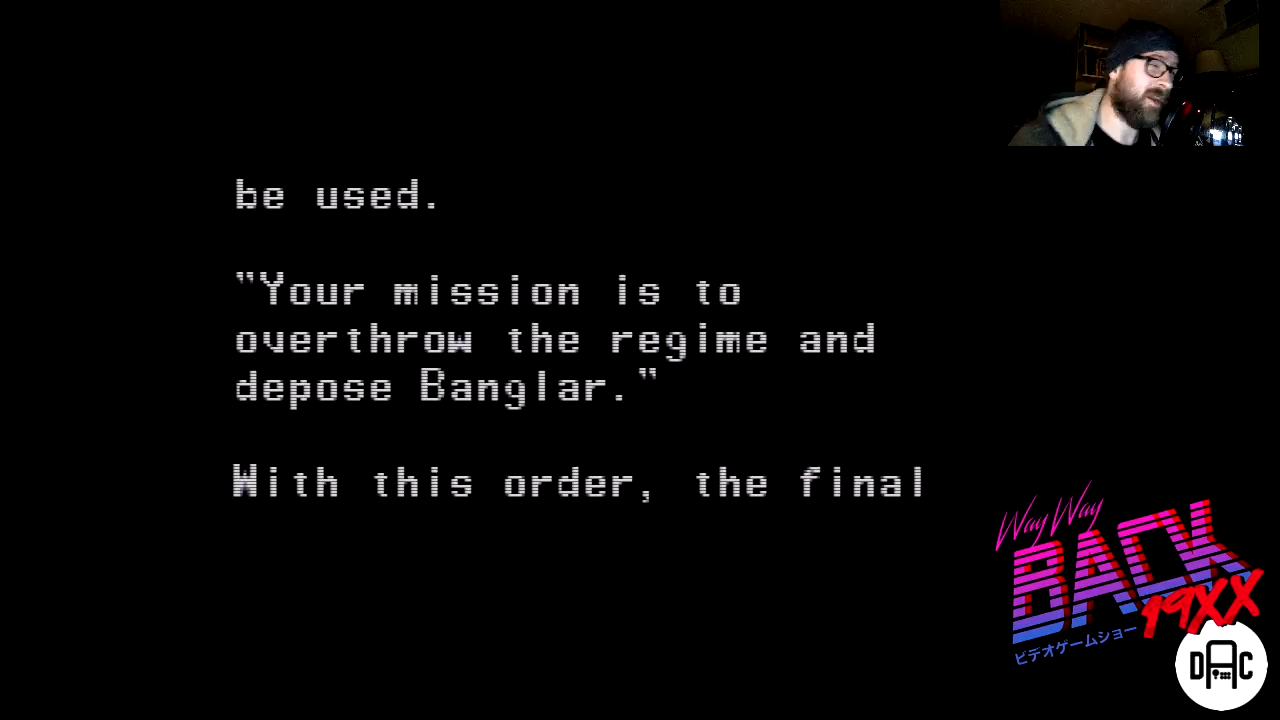 be used.
"Your mission is to
overthrow the regime and
depose Banglar."
With this order, the final
Way Way
BACK
19XX
ビデオゲームショー
DAC